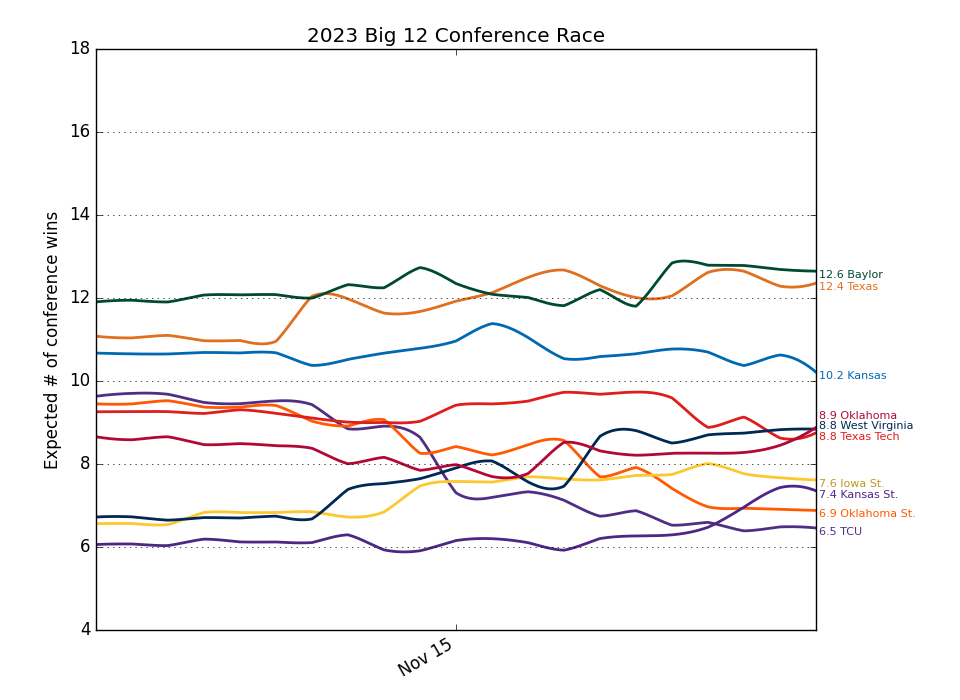 2023 Big 12 Conference Race
18
16
14
12
10
8
6
4
Expected # of conference wins
Nov 15
12.6 Baylor
12.4 Texas
10.2 Kansas
8.9 Oklahoma
8.8 West Virginia
8.8 Texas Tech
7.6 Iowa St.
7.4 Kansas St.
6.9 Oklahoma St.
6.5 TCU